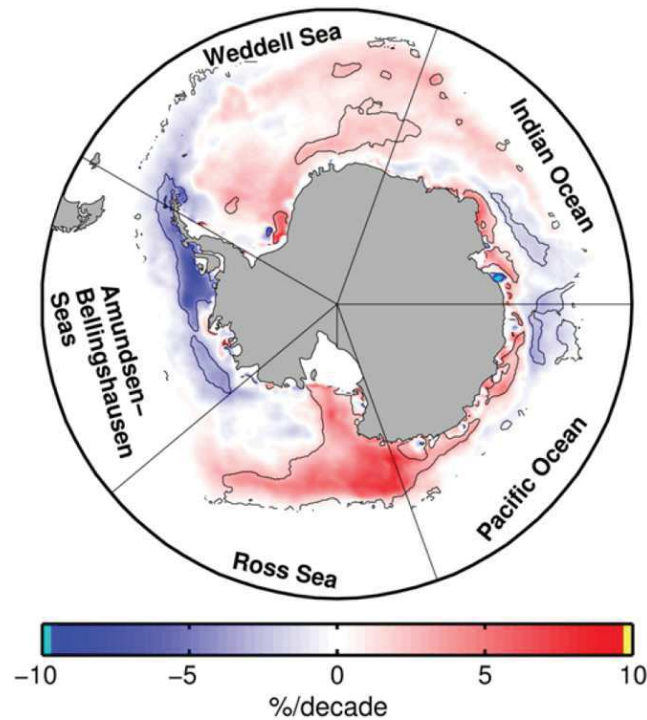 Weddell Sea
Indian Ocean
Amundsen–
Bellingshausen
Seas
Pacific Ocean
Ross Sea
−10 −5 0 5 10
%/decade